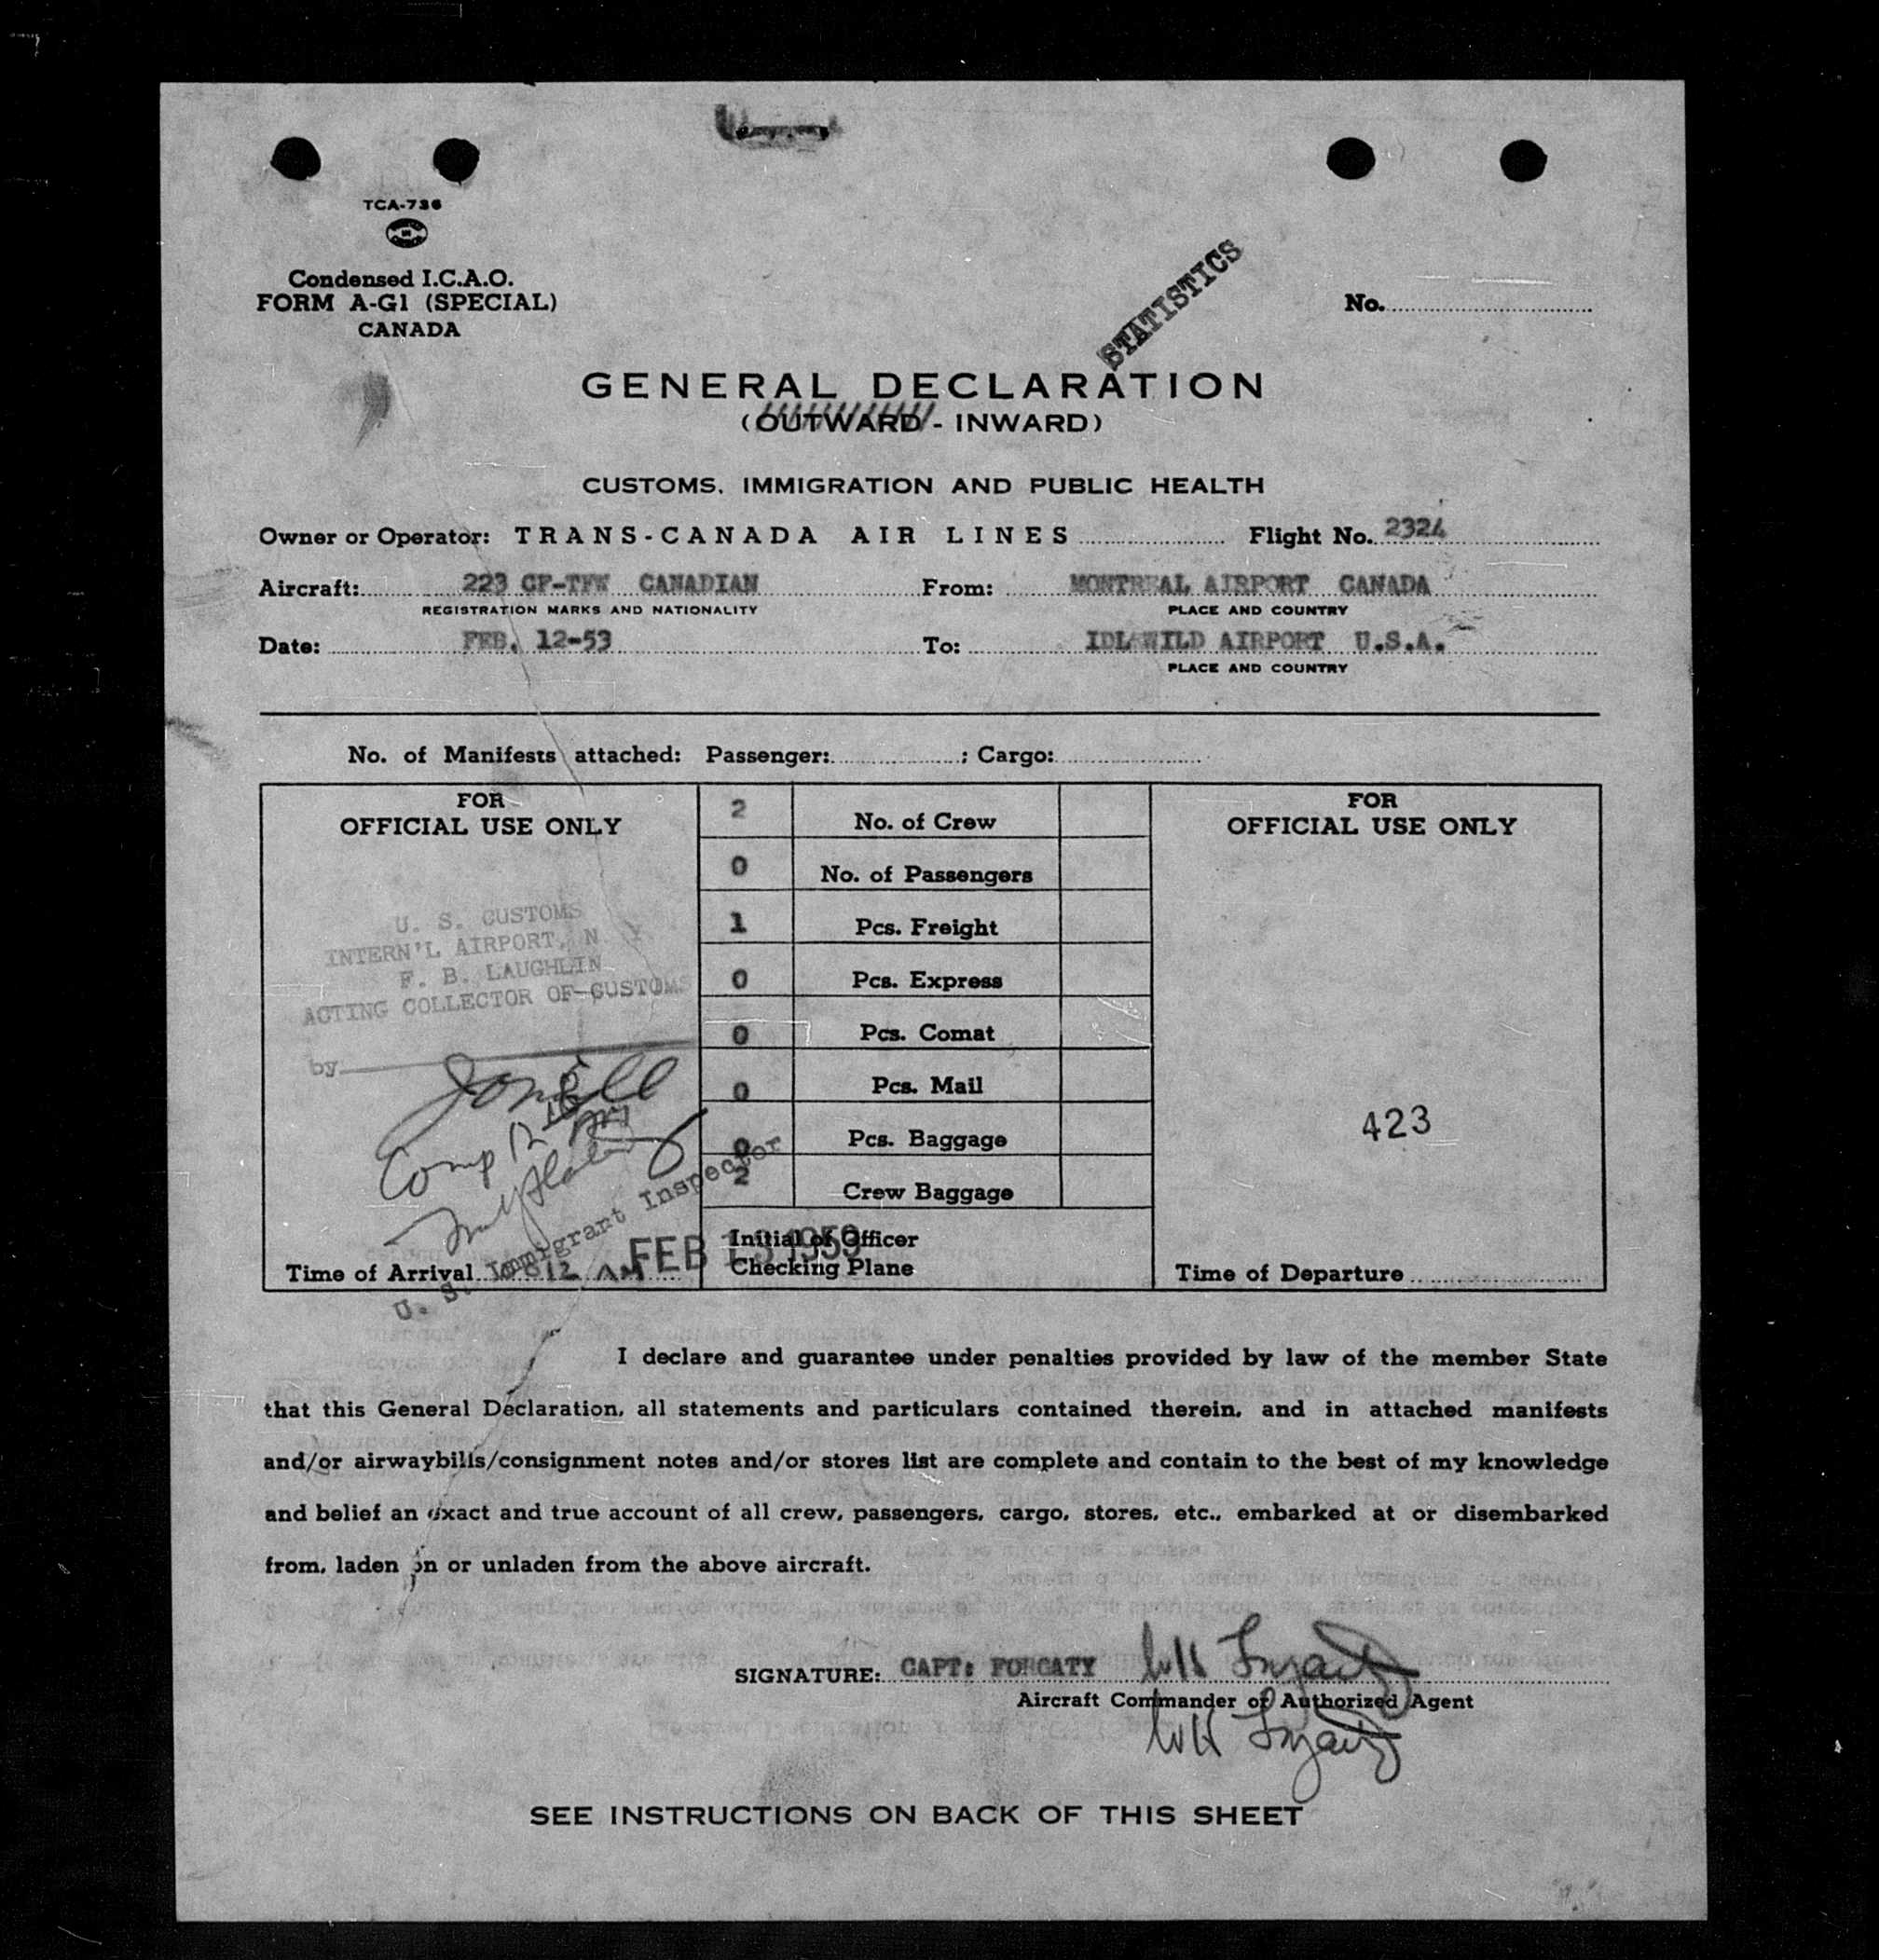 TCA-736
Condensed I.C.A.O.
FORM A-G1 (SPECIAL)
CANADA
No.
STATISTICS
GENERAL DECLARATION
(OUTWARD - INWARD)
CUSTOMS, IMMIGRATION AND PUBLIC HEALTH
Owner or Operator: TRANS-CANADA AIR LINES Flight No. 2324
Aircraft: 223 CF-TFW CANADIAN From: MONTREAL AIRPORT CANADA
REGISTRATION MARKS AND NATIONALITY PLACE AND COUNTRY
Date: FEB. 12-53 To: IDLEWILD AIRPORT U.S.A.
PLACE AND COUNTRY
No. of Manifests attached: Passenger: ; Cargo:
FOR
OFFICIAL USE ONLY
U. S. CUSTOMS
INTERN'L AIRPORT, N. Y.
F. B. LAUGHLIN
ACTING COLLECTOR OF CUSTOMS
by
Comp
U. S. Immigrant Inspector
FEB 13 1953
Time of Arrival 12 AM
2 No. of Crew
0 No. of Passengers
1 Pcs. Freight
0 Pcs. Express
0 Pcs. Comat
0 Pcs. Mail
0 Pcs. Baggage
2 Crew Baggage
Initial of Officer
Checking Plane
FOR
OFFICIAL USE ONLY
423
Time of Departure
I declare and guarantee under penalties provided by law of the member State
that this General Declaration, all statements and particulars contained therein, and in attached manifests
and/or airwaybills/consignment notes and/or stores list are complete and contain to the best of my knowledge
and belief an exact and true account of all crew, passengers, cargo, stores, etc., embarked at or disembarked
from, laden on or unladen from the above aircraft.
SIGNATURE: CAPT: FORGATY
Aircraft Commander or Authorized Agent
SEE INSTRUCTIONS ON BACK OF THIS SHEET